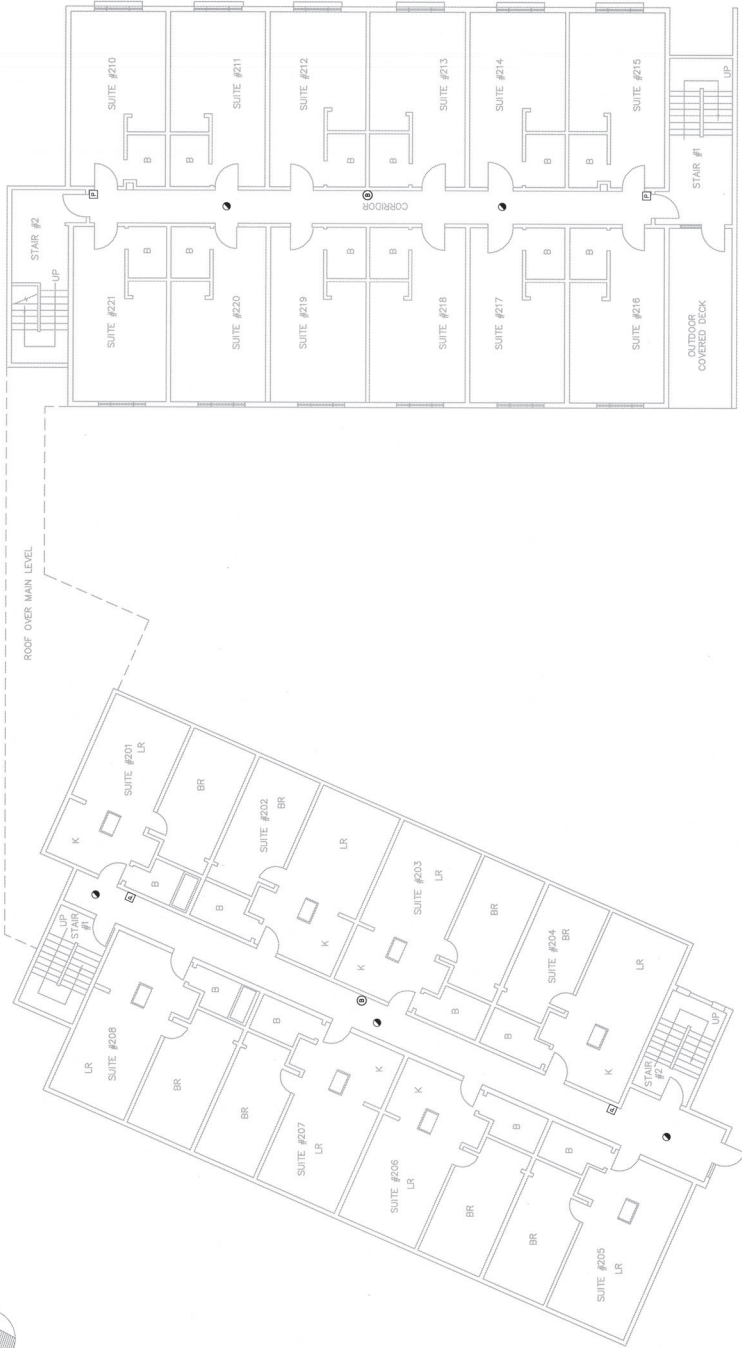 SUITE #210
SUITE #211
SUITE #212
SUITE #213
SUITE #214
SUITE #215
UP
STAIR #1
B
B
B
B
B
B
P
B
CORRIDOR
P
STAIR #2
UP
B
B
B
B
B
B
SUITE #221
SUITE #220
SUITE #219
SUITE #218
SUITE #217
SUITE #216
OUTDOOR
COVERED DECK
ROOF OVER MAIN LEVEL
SUITE #201
LR
K
BR
B
SUITE #202
BR
B
LR
K
SUITE #203
LR
K
BR
B
SUITE #204
BR
B
LR
K
P
B
P
UP
STAIR
#1
STAIR
#2
UP
SUITE #208
LR
B
BR
B
BR
SUITE #207
LR
K
SUITE #206
LR
K
B
BR
B
BR
SUITE #205
LR